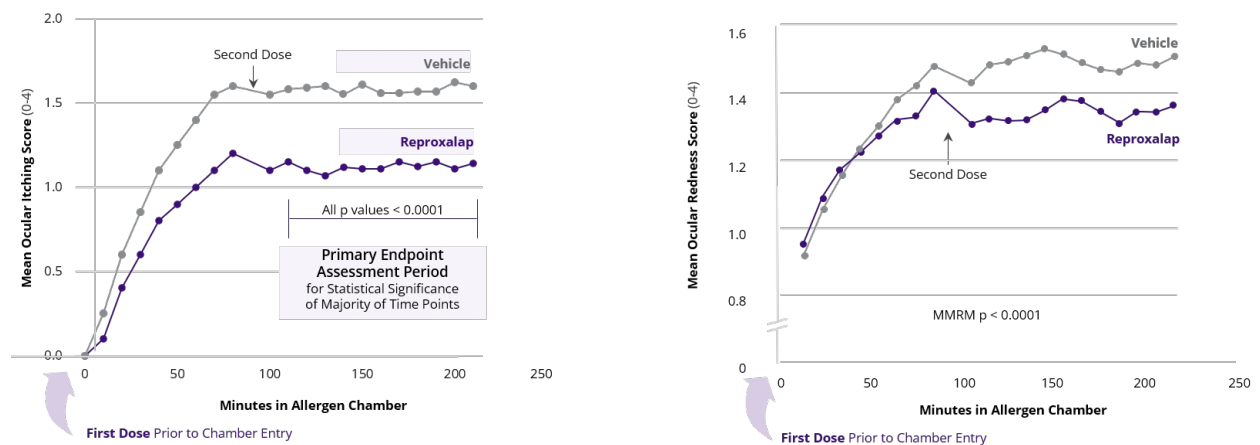 2.0
1.5
1.0
0.5
0.0
Mean Ocular Itching Score (0-4)
Second Dose
Vehicle
Reproxalap
All p values < 0.0001
Primary Endpoint
Assessment Period
for Statistical Significance
of Majority of Time Points
0 50 100 150 200 250
Minutes in Allergen Chamber
First Dose Prior to Chamber Entry
1.6
1.4
1.2
1.0
0.8
0
Mean Ocular Redness Score (0-4)
Vehicle
Reproxalap
Second Dose
MMRM p < 0.0001
0 50 100 150 200 250
Minutes in Allergen Chamber
First Dose Prior to Chamber Entry